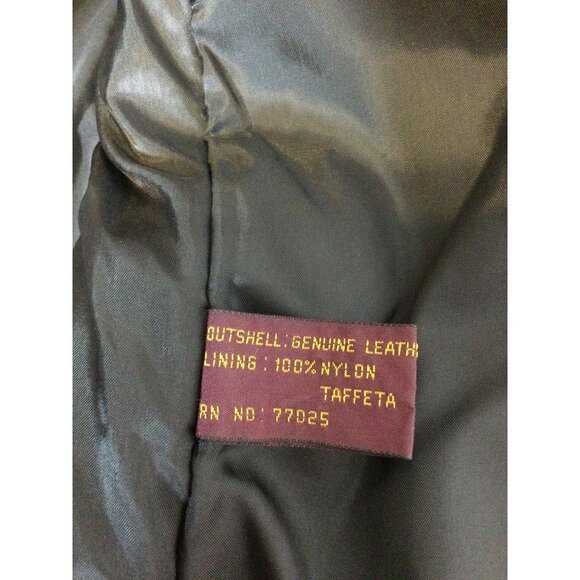 OUTSHELL: GENUINE LEATH
LINING: 100% NYLON
TAFFETA
RN NO: 77025